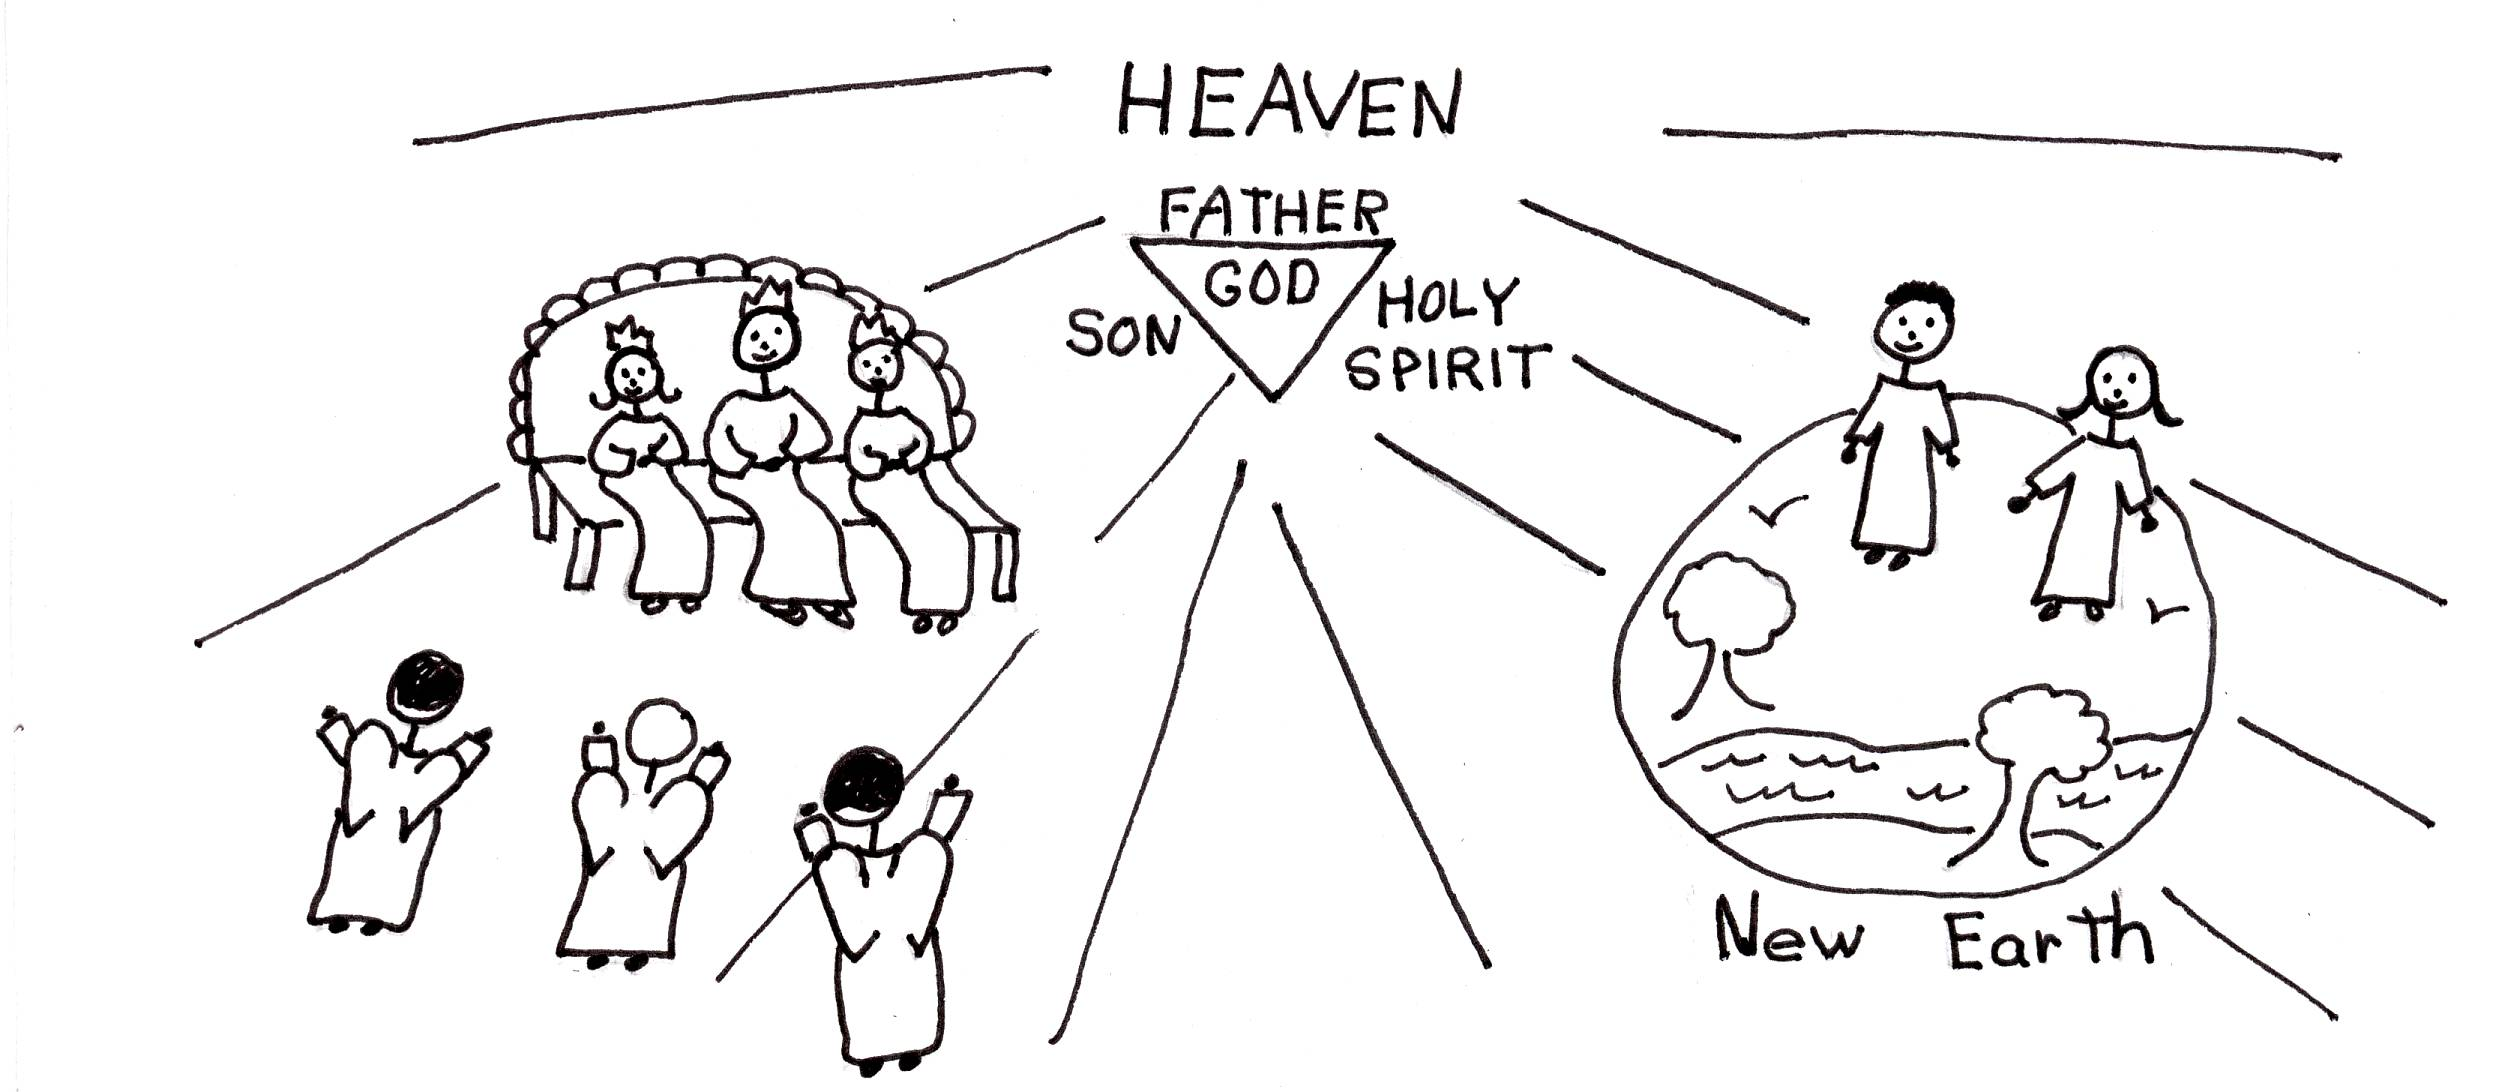 HEAVEN
FATHER
GOD
SON
HOLY
SPIRIT
New Earth